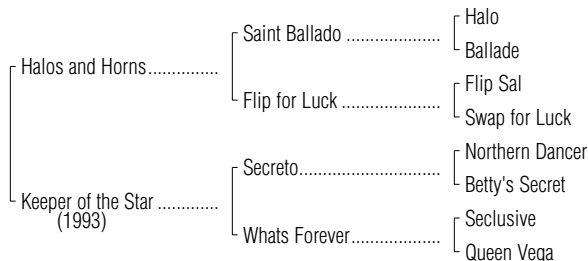 Halo
Saint Ballado ....................
Ballade
Halos and Horns...............
Flip Sal
Flip for Luck .....................
Swap for Luck
Northern Dancer
Secreto.............................
Betty's Secret
Keeper of the Star .............
(1993)
Seclusive
Whats Forever...................
Queen Vega